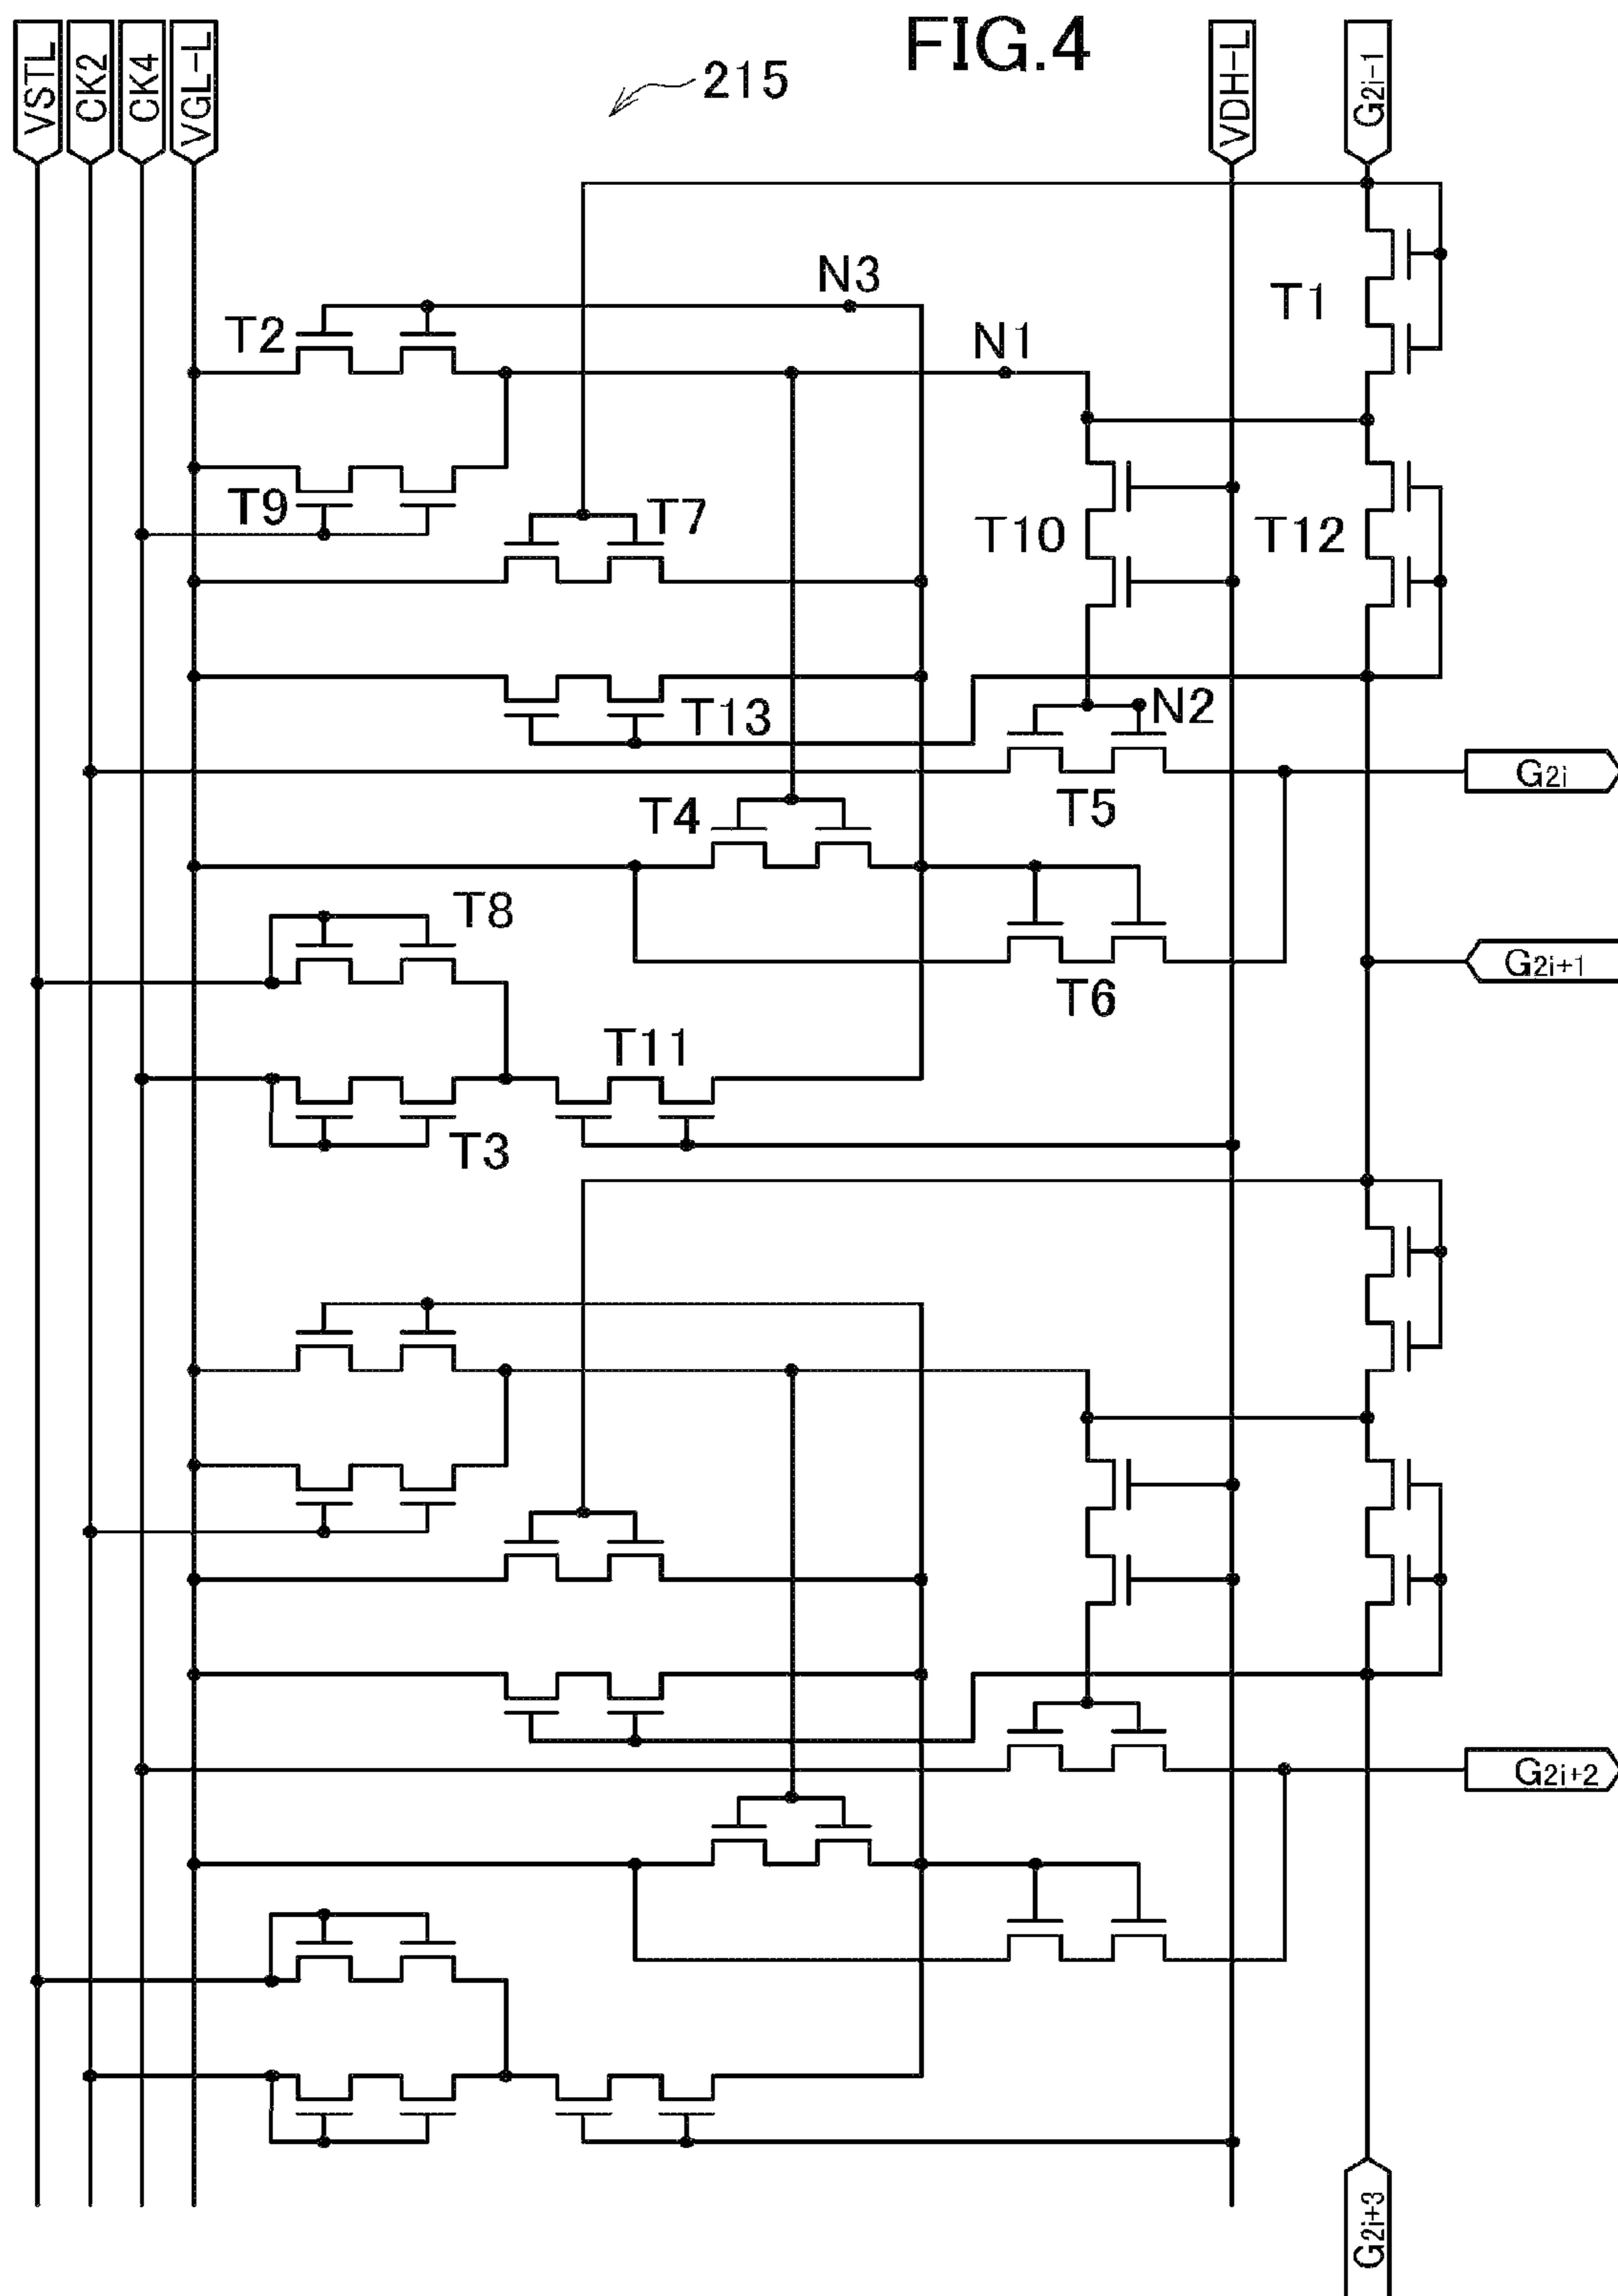 FIG.4
VSTL
CK2
CK4
VGL-L
215
VDH-L
G2i-1
N3
T1
T2
N1
T9
T7
T10
T12
T13
N2
G2i
T4
T5
T8
G2i+1
T6
T11
T3
G2i+2
G2i+3